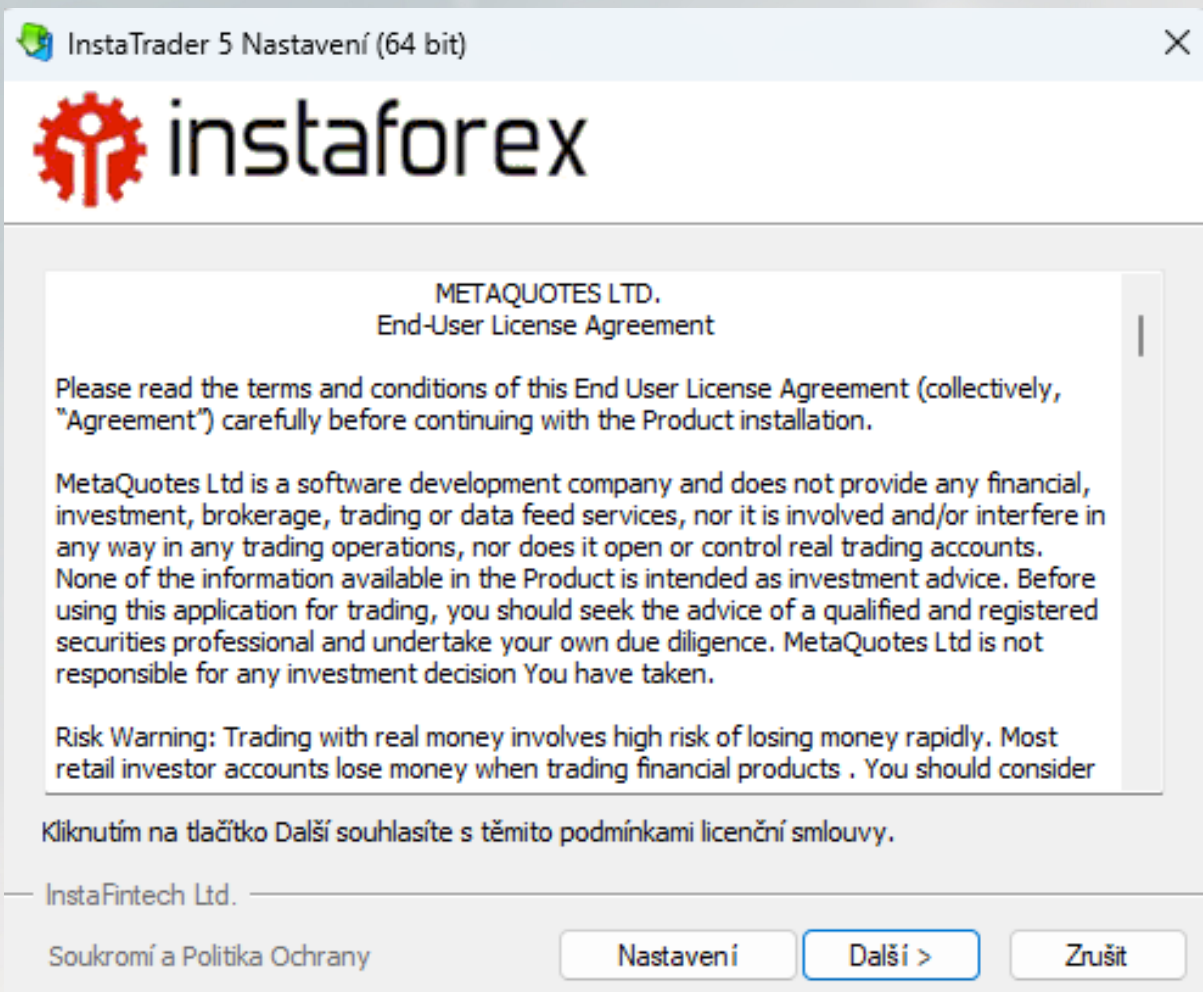 InstaTrader 5 Nastavení (64 bit)
instaforex
METAQUOTES LTD.
End-User License Agreement
Please read the terms and conditions of this End User License Agreement (collectively,
“Agreement”) carefully before continuing with the Product installation.
MetaQuotes Ltd is a software development company and does not provide any financial,
investment, brokerage, trading or data feed services, nor it is involved and/or interfere in
any way in any trading operations, nor does it open or control real trading accounts.
None of the information available in the Product is intended as investment advice. Before
using this application for trading, you should seek the advice of a qualified and registered
securities professional and undertake your own due diligence. MetaQuotes Ltd is not
responsible for any investment decision You have taken.
Risk Warning: Trading with real money involves high risk of losing money rapidly. Most
retail investor accounts lose money when trading financial products . You should consider
Kliknutím na tlačítko Další souhlasíte s těmito podmínkami licenční smlouvy.
InstaFintech Ltd.
Soukromí a Politika Ochrany
Nastavení
Další >
Zrušit